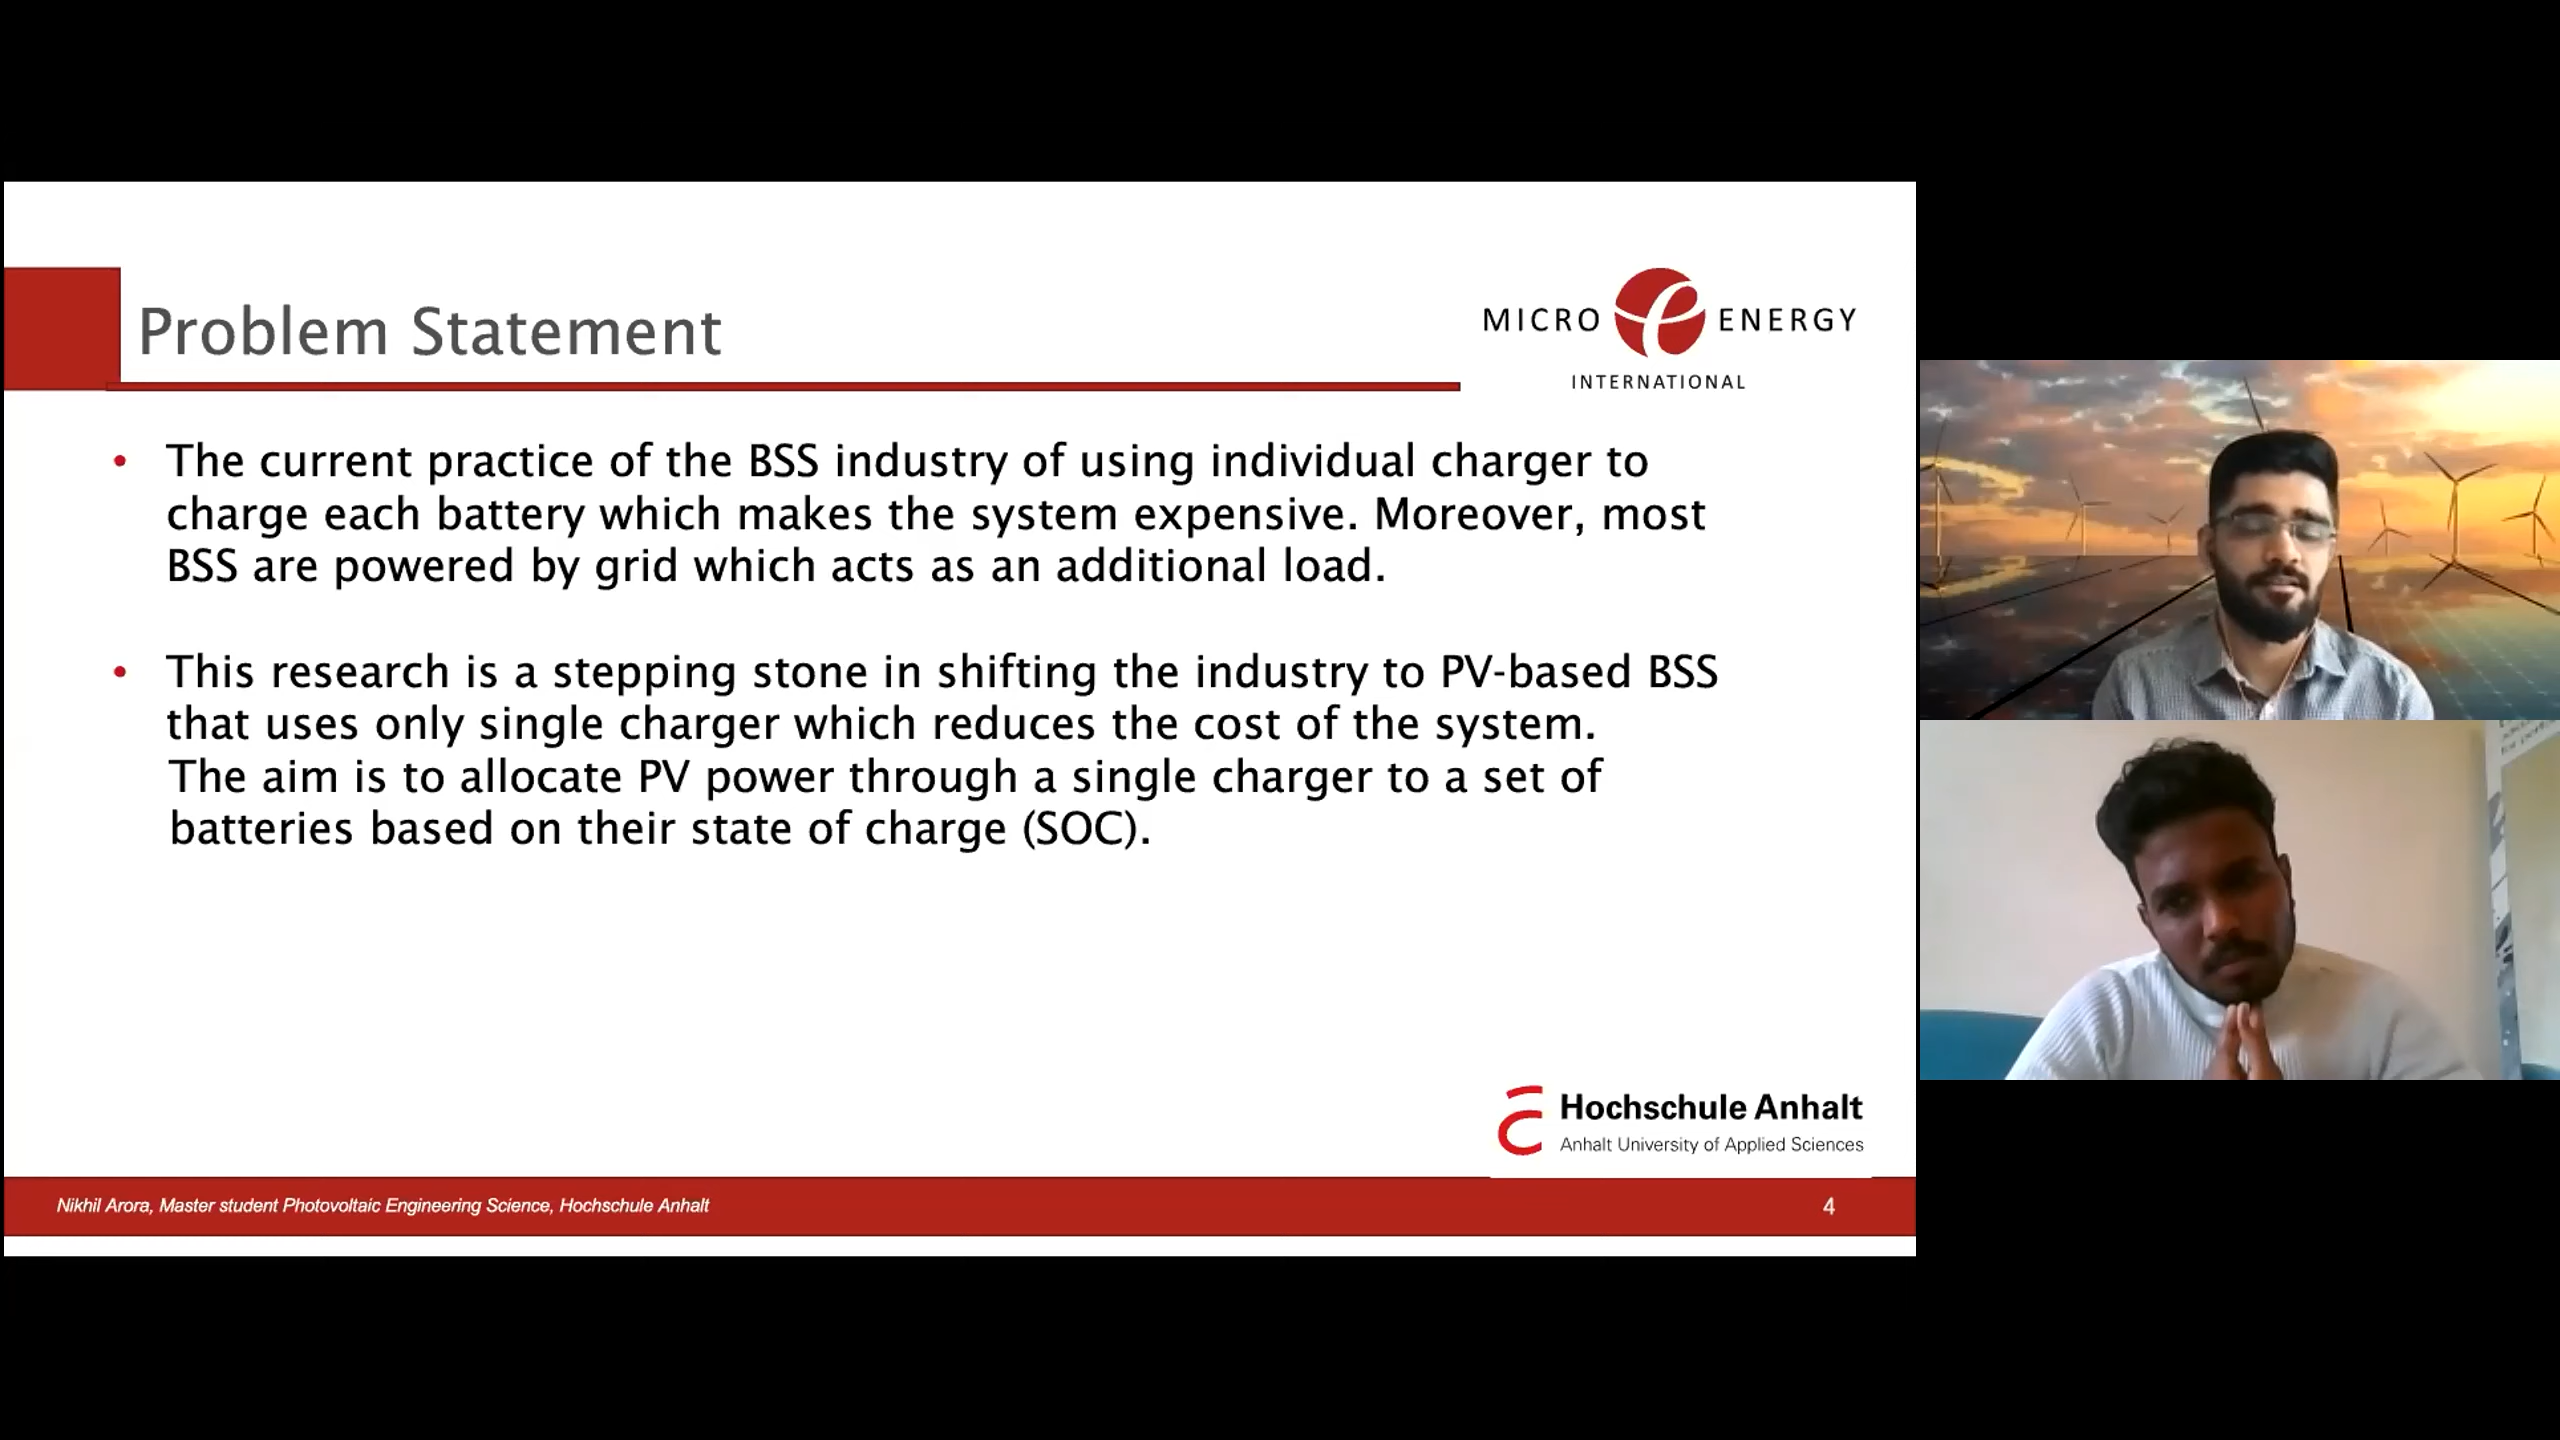 Problem Statement
MICRO ENERGY
INTERNATIONAL
• The current practice of the BSS industry of using individual charger to
charge each battery which makes the system expensive. Moreover, most
BSS are powered by grid which acts as an additional load.
• This research is a stepping stone in shifting the industry to PV-based BSS
that uses only single charger which reduces the cost of the system.
The aim is to allocate PV power through a single charger to a set of
batteries based on their state of charge (SOC).
Hochschule Anhalt
Anhalt University of Applied Sciences
Nikhil Arora, Master student Photovoltaic Engineering Science, Hochschule Anhalt
4